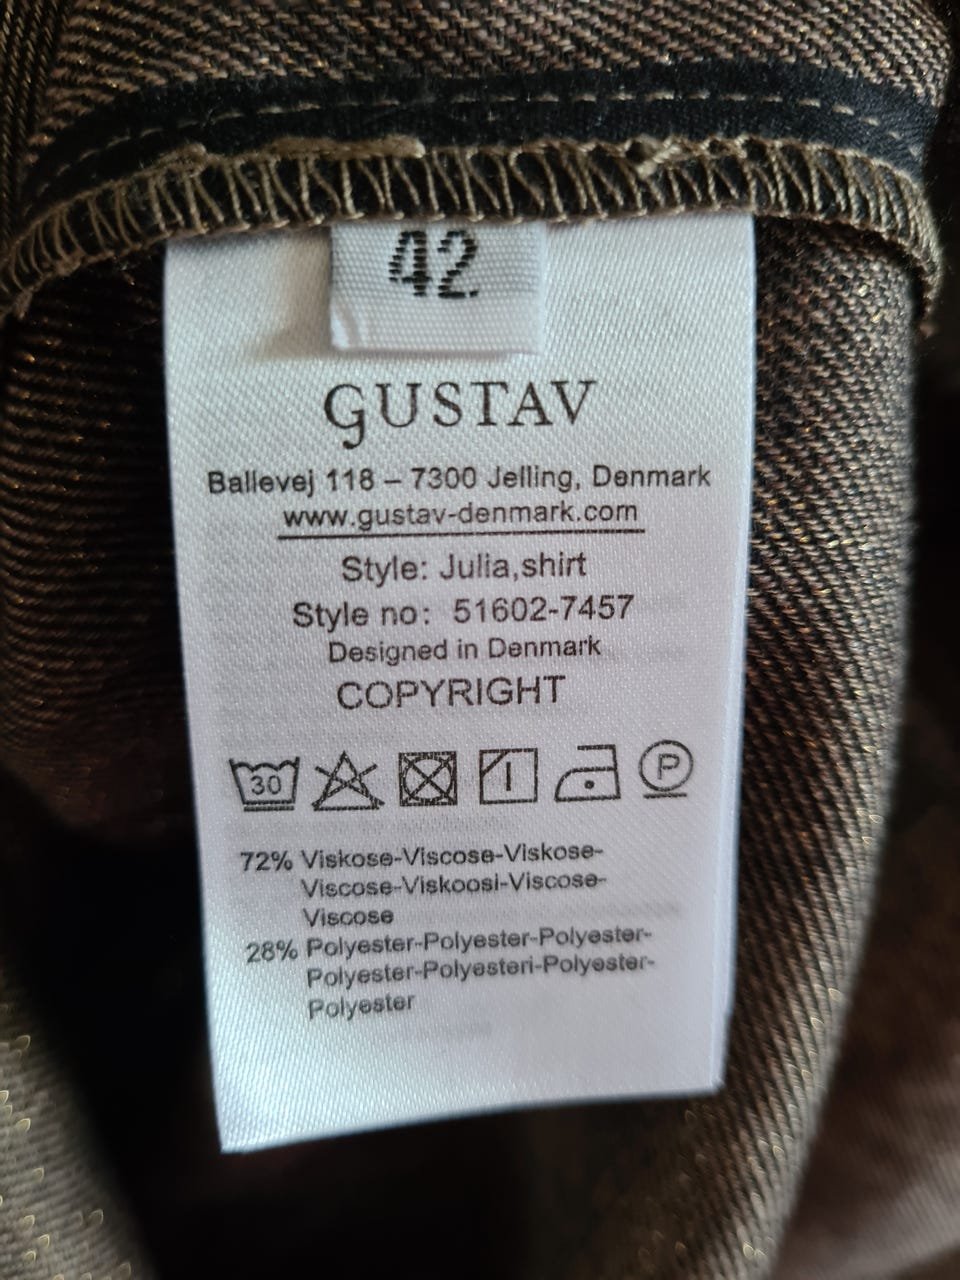 42
GUSTAV
Ballevej 118 – 7300 Jelling, Denmark
www.gustav-denmark.com
Style: Julia,shirt
Style no: 51602-7457
Designed in Denmark
COPYRIGHT
30 P
72% Viskose-Viscose-Viskose-
Viscose-Viskoosi-Viscose-
Viscose
28% Polyester-Polyester-Polyester-
Polyester-Polyesteri-Polyester-
Polyester